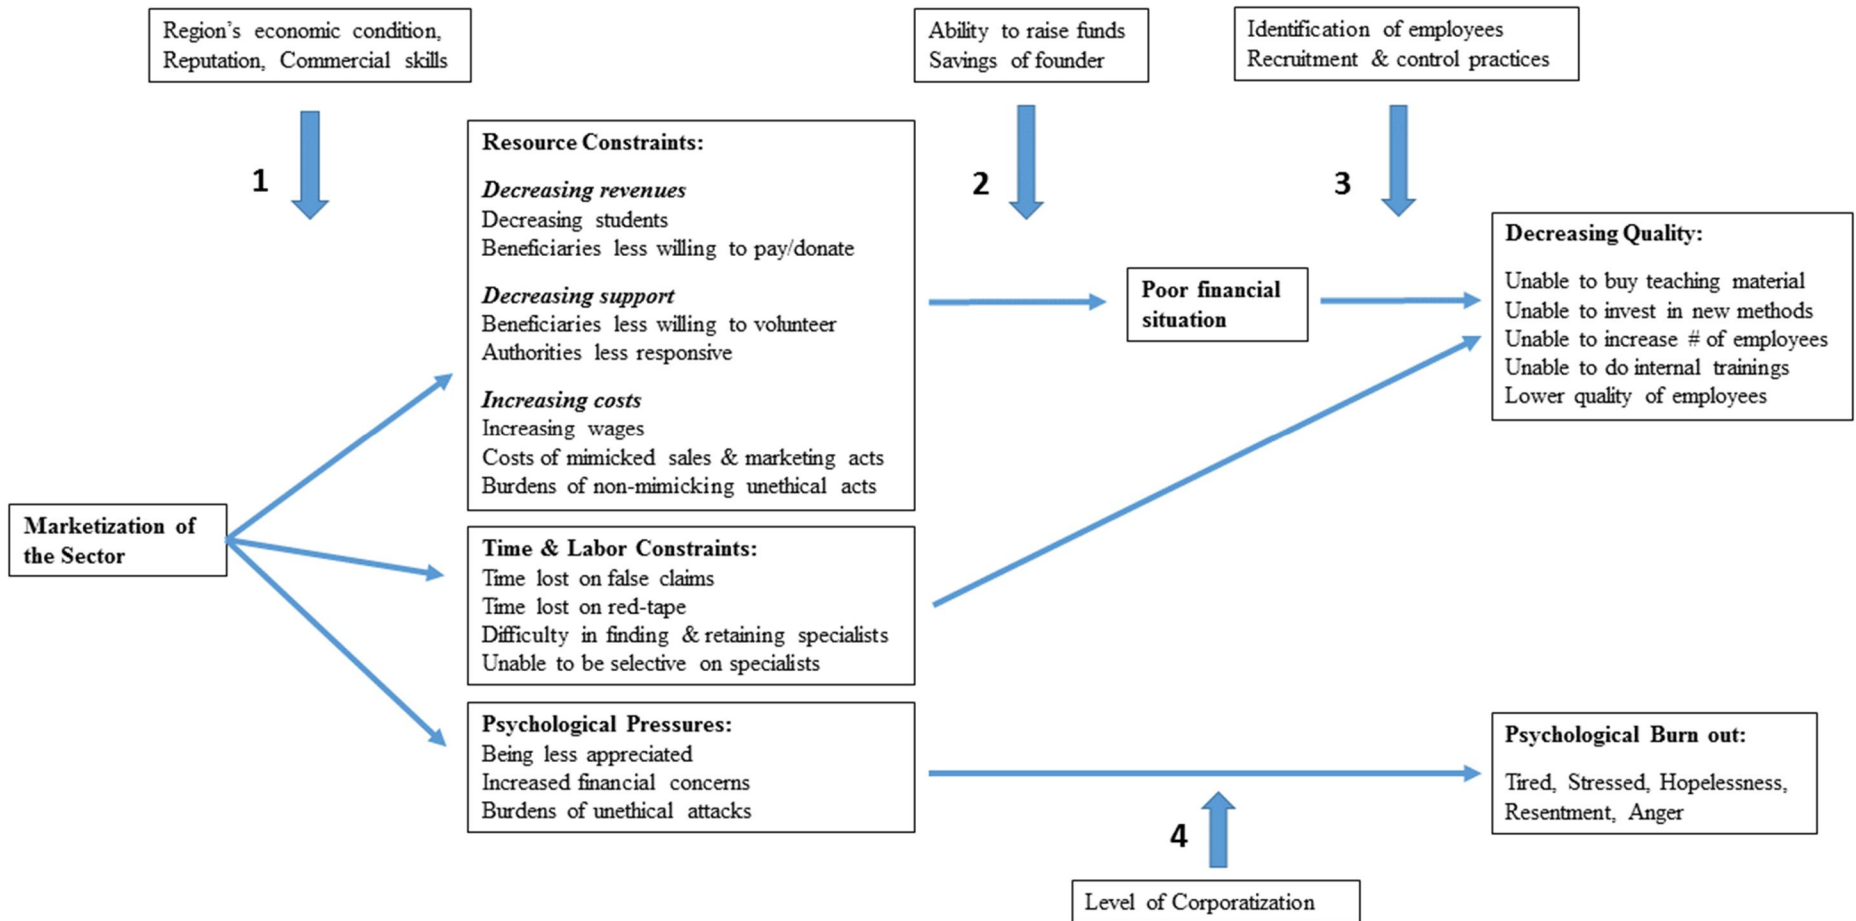 Region's economic condition,
Reputation, Commercial skills
Ability to raise funds
Savings of founder
Identification of employees
Recruitment & control practices
1
2
3
Resource Constraints:
Decreasing revenues
Decreasing students
Beneficiaries less willing to pay/donate
Decreasing support
Beneficiaries less willing to volunteer
Authorities less responsive
Increasing costs
Increasing wages
Costs of mimicked sales & marketing acts
Burdens of non-mimicking unethical acts
Poor financial
situation
Decreasing Quality:
Unable to buy teaching material
Unable to invest in new methods
Unable to increase # of employees
Unable to do internal trainings
Lower quality of employees
Marketization of
the Sector
Time & Labor Constraints:
Time lost on false claims
Time lost on red-tape
Difficulty in finding & retaining specialists
Unable to be selective on specialists
Psychological Pressures:
Being less appreciated
Increased financial concerns
Burdens of unethical attacks
Psychological Burn out:
Tired, Stressed, Hopelessness,
Resentment, Anger
4
Level of Corporatization